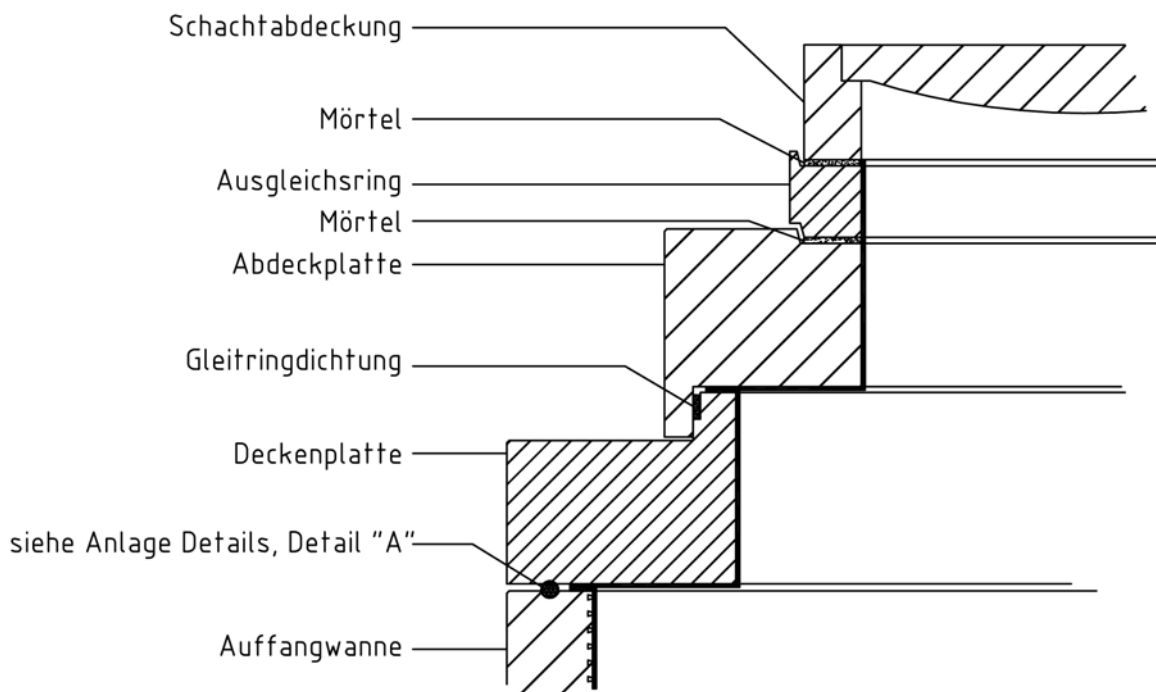 Schachtabdeckung
Mörtel
Ausgleichsring
Mörtel
Abdeckplatte
Gleitringdichtung
Deckenplatte
siehe Anlage Details, Detail "A"
Auffangwanne